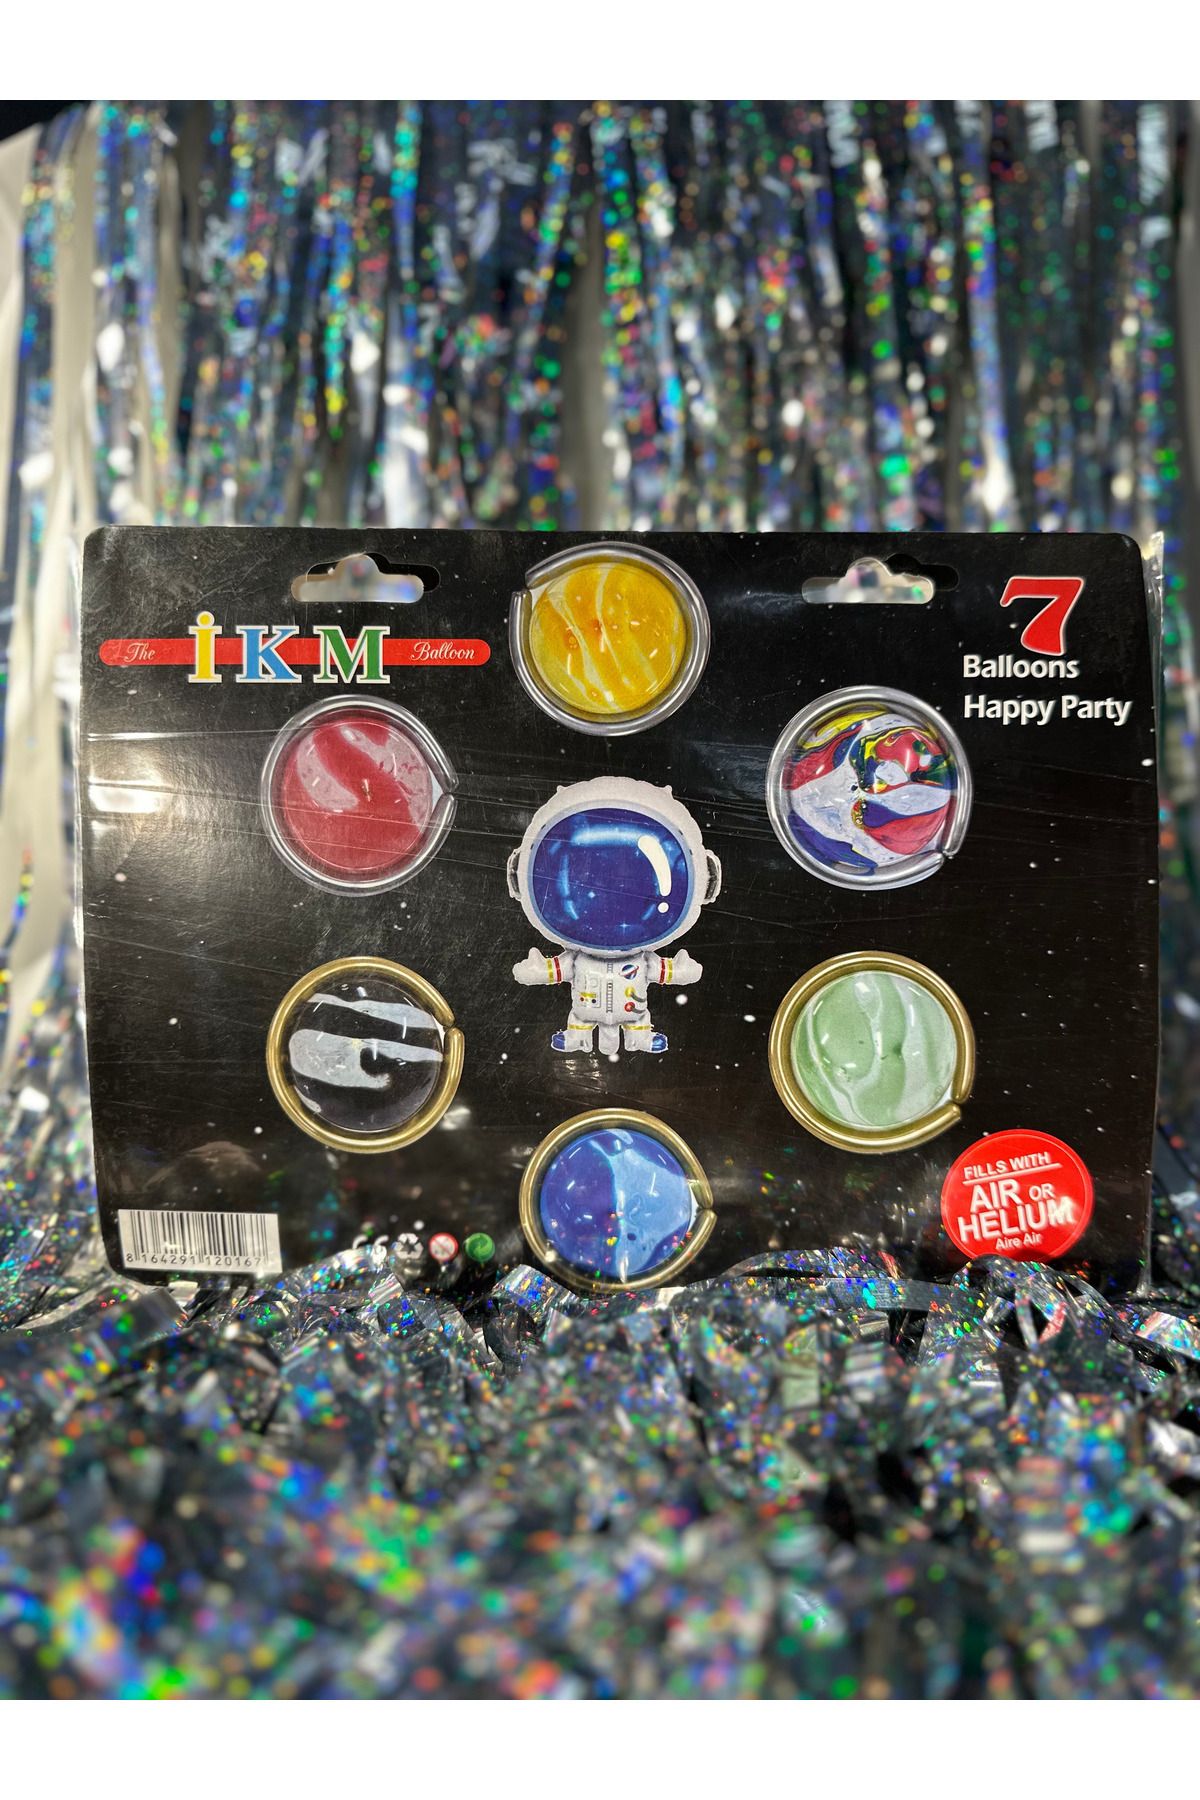 The İKM Balloon
7
Balloons
Happy Party
FILLS WITH
AIR OR
HELIUM
Aire Air
8 164291 120167